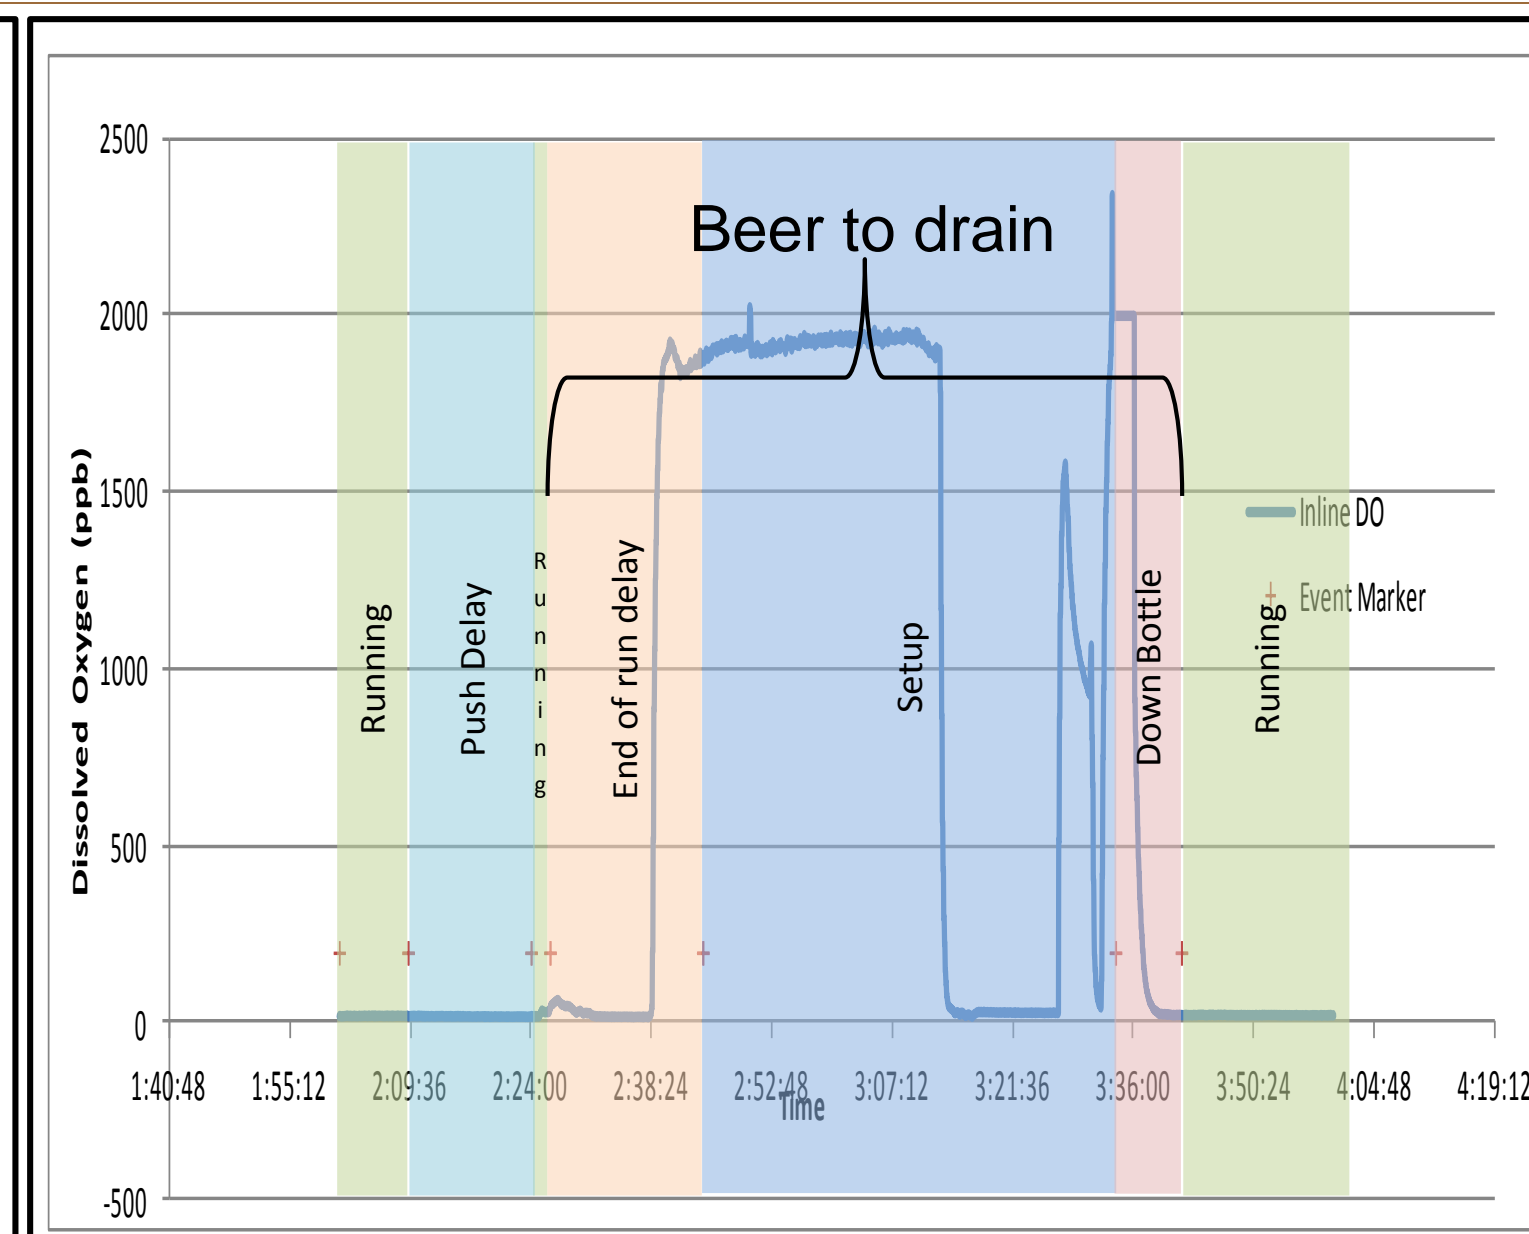 Beer to drain
Dissolved Oxygen (ppb)
2500
2000
1500
1000
500
0
-500
Running
Push Delay
Running
End of run delay
Setup
Down Bottle
Running
Inline DO
Event Marker
1:40:48 1:55:12 2:09:36 2:24:00 2:38:24 2:52:48 3:07:12 3:21:36 3:36:00 3:50:24 4:04:48 4:19:12
Time